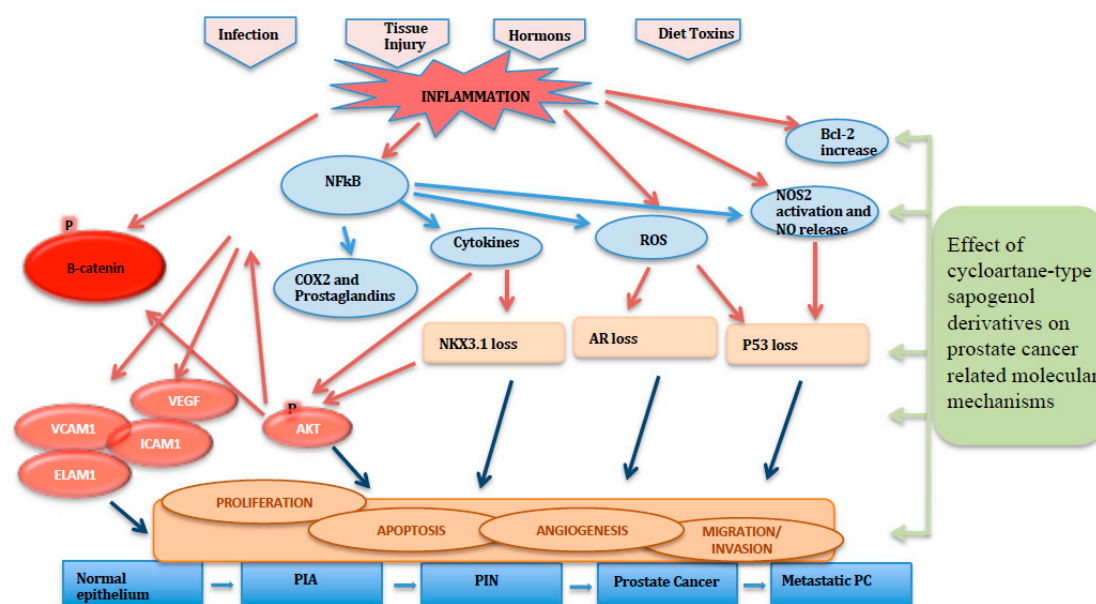 Infection
Tissue
Injury
Hormons
Diet Toxins
INFLAMMATION
Bcl-2
increase
NFkB
NOS2
activation and
NO release
P
B-catenin
Cytokines
ROS
COX2 and
Prostaglandins
Effect of
cycloartane-type
sapogenol
derivatives on
prostate cancer
related molecular
mechanisms
NKX3.1 loss
AR loss
P53 loss
VEGF
P
AKT
VCAM1
ICAM1
ELAM1
PROLIFERATION
APOPTOSIS
ANGIOGENESIS
MIGRATION/
INVASION
Normal
epithelium
PIA
PIN
Prostate Cancer
Metastatic PC